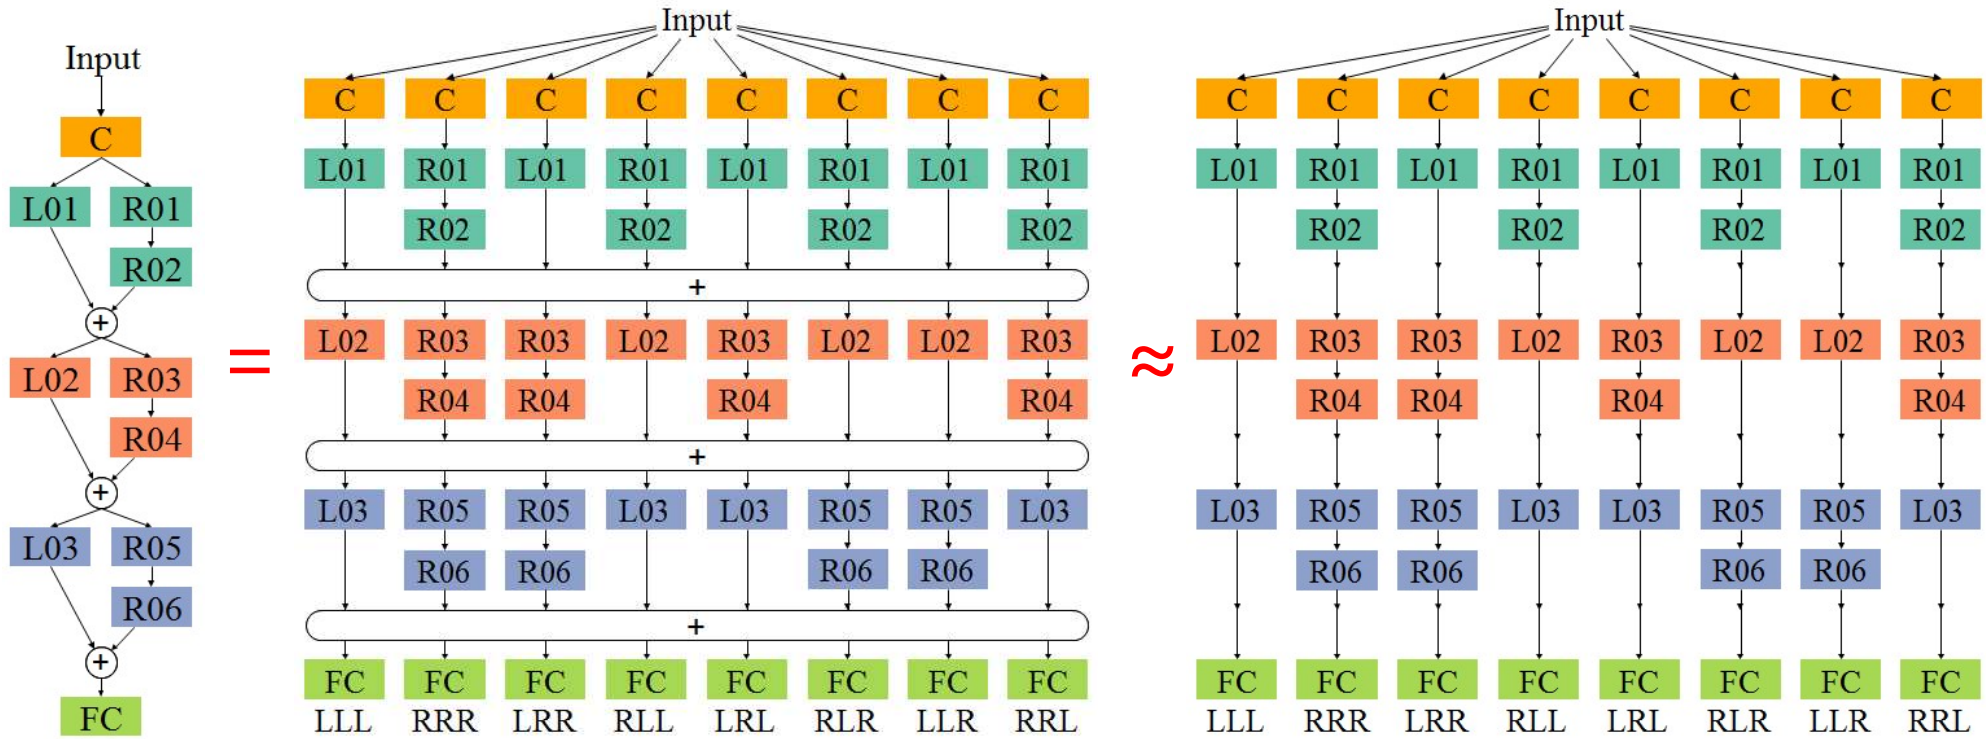 Input
C
L01 R01
R02
+
L02 R03
R04
+
L03 R05
R06
+
FC
=
Input
C C C C C C C C
L01 R01 L01 R01 L01 R01 L01 R01
R02 R02 R02 R02
+
L02 R03 R03 L02 R03 L02 L02 R03
R04 R04 R04 R04
+
L03 R05 R05 L03 L03 R05 R05 L03
R06 R06 R06 R06
+
FC FC FC FC FC FC FC FC
LLL RRR LRR RLL LRL RLR LLR RRL
≈
Input
C C C C C C C C
L01 R01 L01 R01 L01 R01 L01 R01
R02 R02 R02 R02
L02 R03 R03 L02 R03 L02 L02 R03
R04 R04 R04 R04
L03 R05 R05 L03 L03 R05 R05 L03
R06 R06 R06 R06
FC FC FC FC FC FC FC FC
LLL RRR LRR RLL LRL RLR LLR RRL